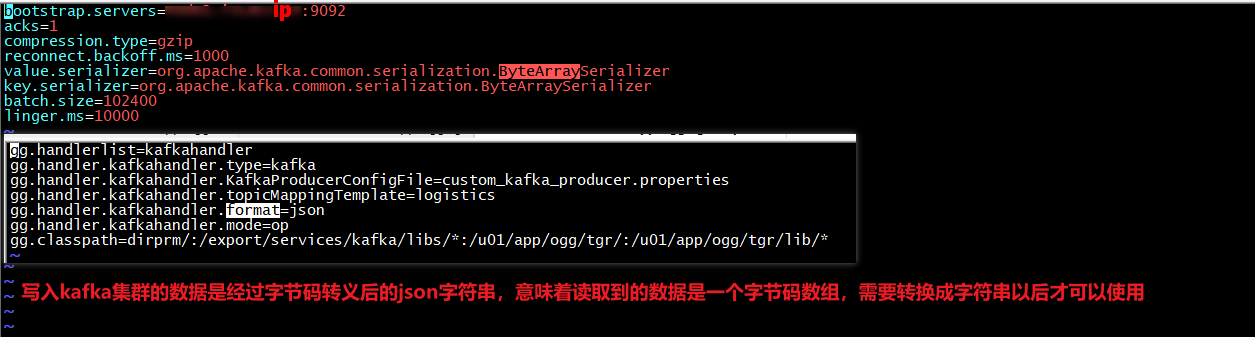 bootstrap.servers= ip :9092
acks=1
compression.type=gzip
reconnect.backoff.ms=1000
value.serializer=org.apache.kafka.common.serialization.ByteArraySerializer
key.serializer=org.apache.kafka.common.serialization.ByteArraySerializer
batch.size=102400
linger.ms=10000
~
gg.handlerlist=kafkahandler
gg.handler.kafkahandler.type=kafka
gg.handler.kafkahandler.KafkaProducerConfigFile=custom_kafka_producer.properties
gg.handler.kafkahandler.topicMappingTemplate=logistics
gg.handler.kafkahandler.format=json
gg.handler.kafkahandler.mode=op
gg.classpath=dirprm/:/export/services/kafka/libs/*:/u01/app/ogg/tgr/:/u01/app/ogg/tgr/lib/*
~
~
~ 写入kafka集群的数据是经过字节码转义后的json字符串，意味着读取到的数据是一个字节码数组，需要转换成字符串以后才可以使用
~
~
~